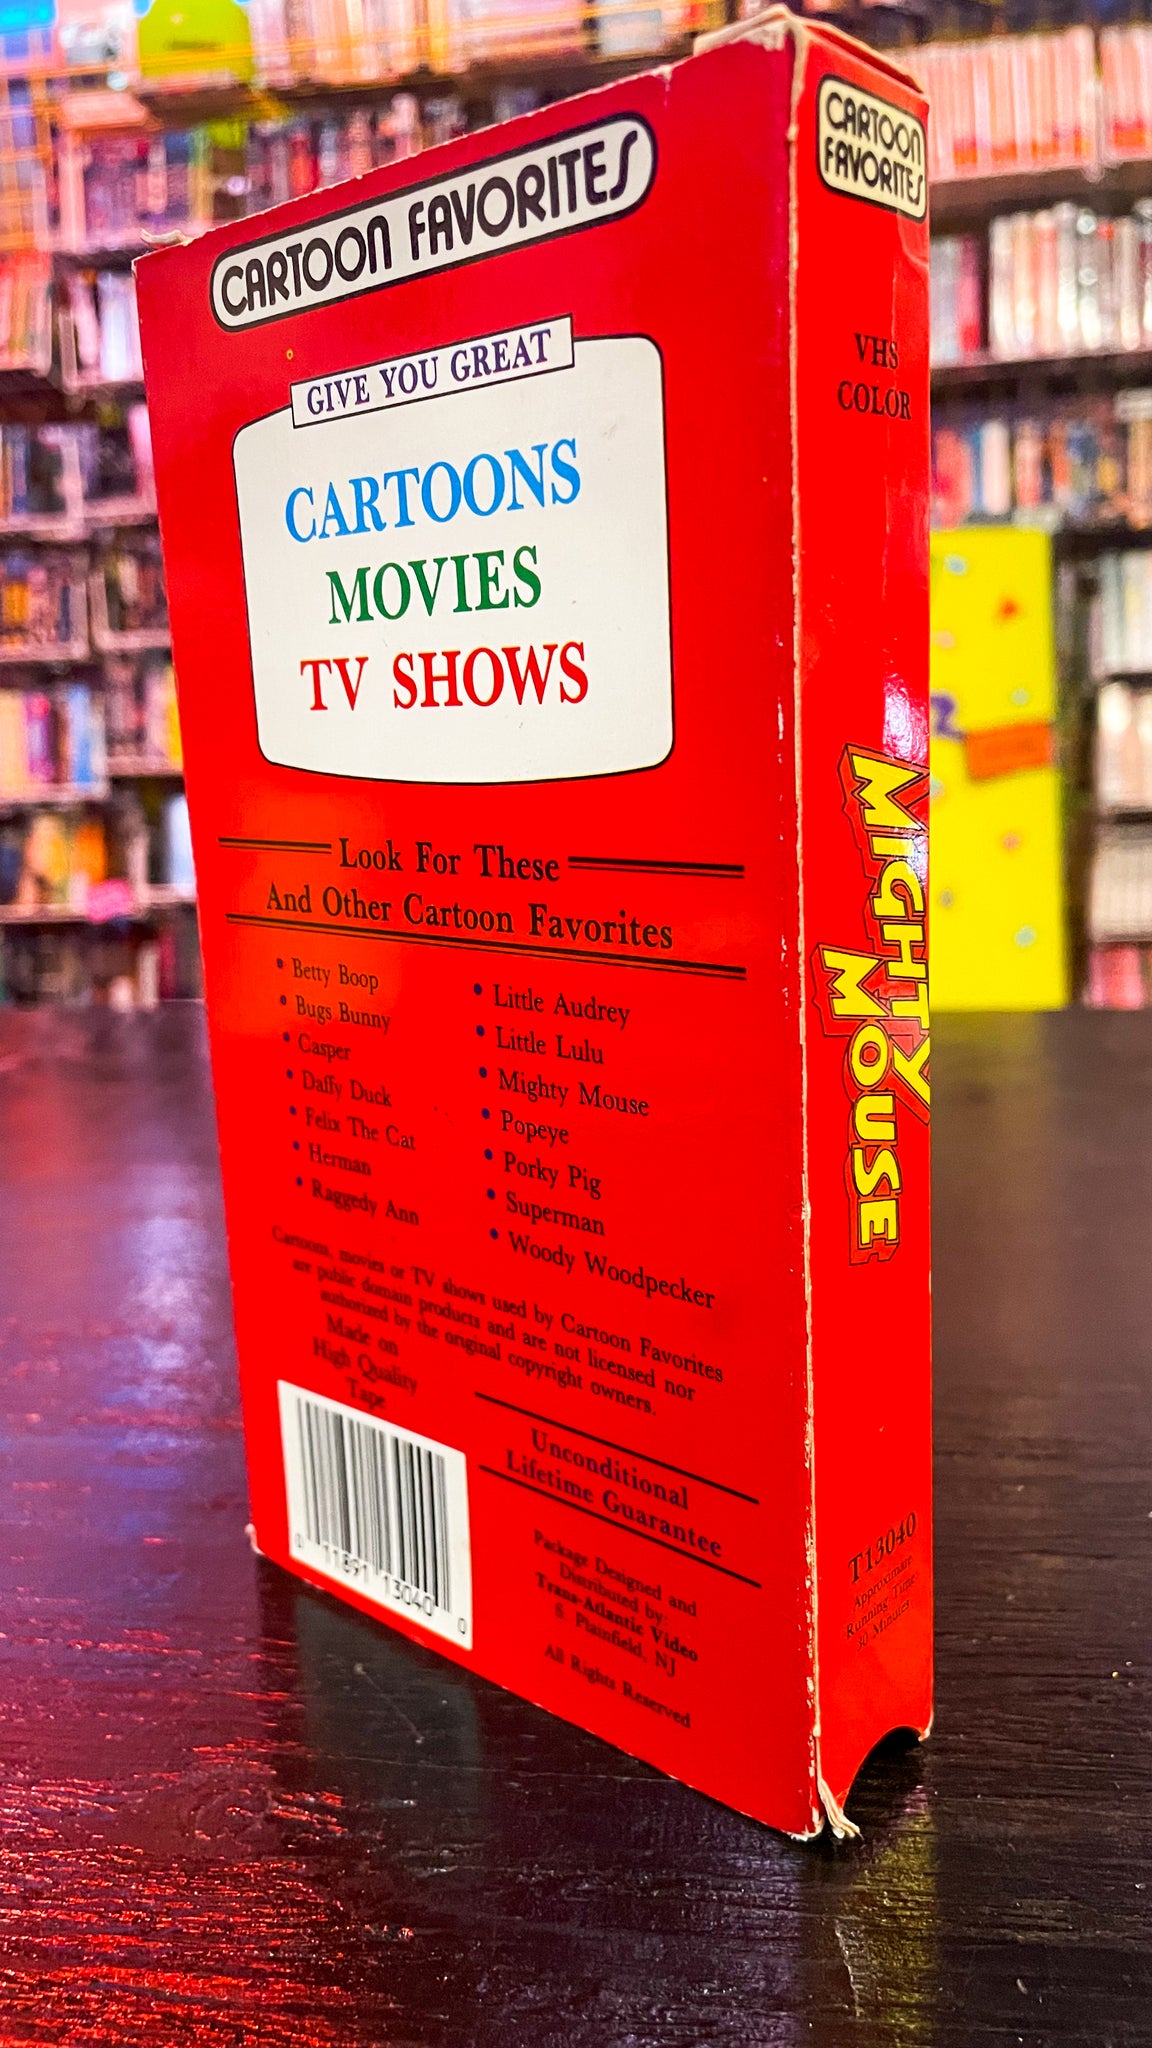 CARTOON FAVORITES
GIVE YOU GREAT
CARTOONS
MOVIES
TV SHOWS
Look For These
And Other Cartoon Favorites
• Betty Boop
• Bugs Bunny
• Casper
• Daffy Duck
• Felix The Cat
• Herman
• Raggedy Ann
• Little Audrey
• Little Lulu
• Mighty Mouse
• Popeye
• Porky Pig
• Superman
• Woody Woodpecker
Cartoons, movies or TV shows used by Cartoon Favorites
are public domain products and are not licensed nor
authorized by the original copyright owners.
Made on
High Quality
Tape
0 11891 13040 0
Unconditional
Lifetime Guarantee
Package Designed and
Distributed by:
Trans-Atlantic Video
Plainfield, NJ
All Rights Reserved
CARTOON
FAVORITES
VHS
COLOR
MIGHTY
MOUSE
T13040
Approximate
Running Time:
30 Minutes